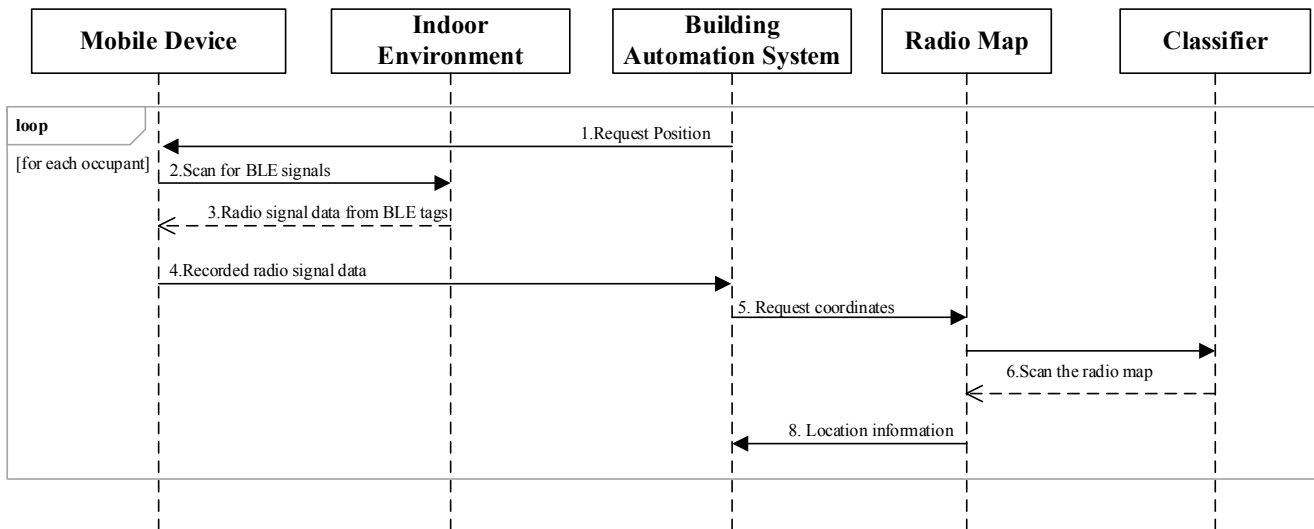 Mobile Device
Indoor
Environment
Building
Automation System
Radio Map
Classifier
loop
[for each occupant]
1.Request Position
2.Scan for BLE signals
3.Radio signal data from BLE tags
4.Recorded radio signal data
5. Request coordinates
6.Scan the radio map
8. Location information